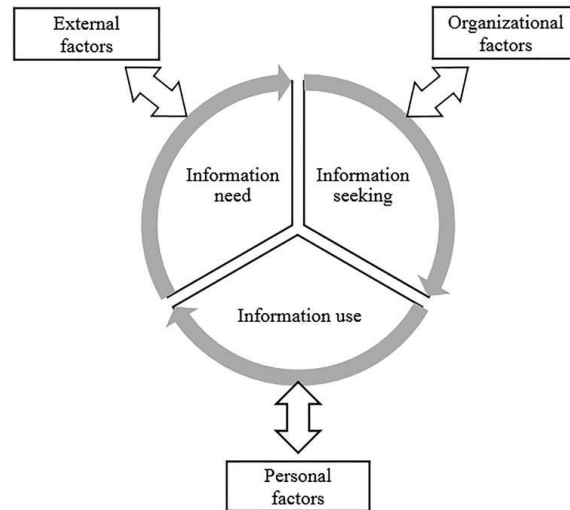 External
factors
Organizational
factors
Information
need
Information
seeking
Information use
Personal
factors